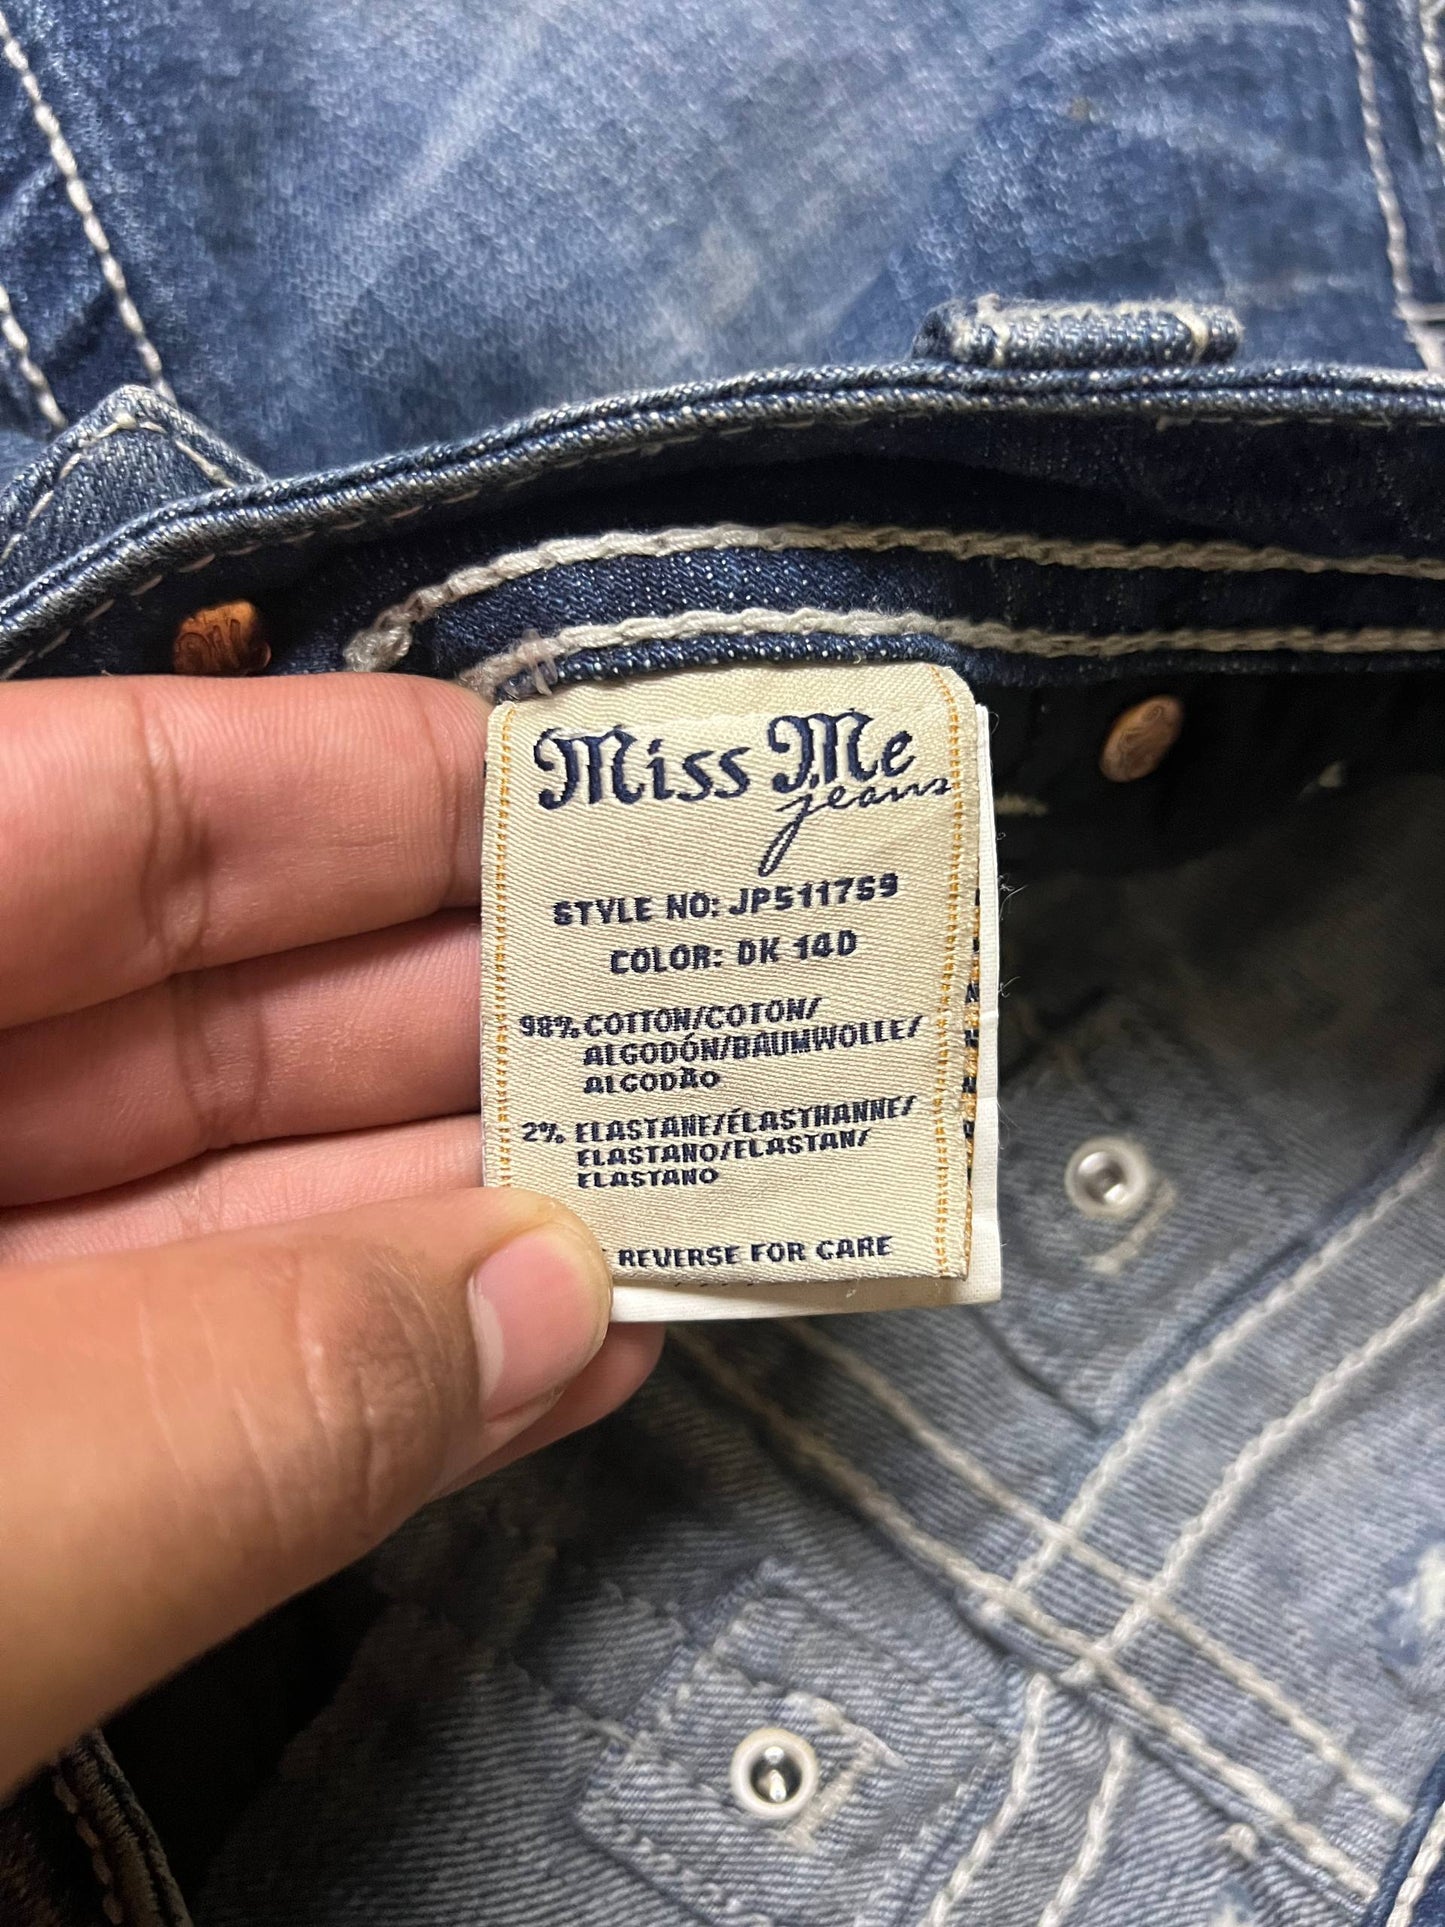 Miss Me
jeans
STYLE NO: JP511769
COLOR: DK 14D
98% COTTON/COTON/
ALGODÓN/BAUMWOLLE/
ALGODÃO
2% ELASTANE/ÉLASTHANNE/
ELASTANO/ELASTAN/
ELASTANO
REVERSE FOR CARE